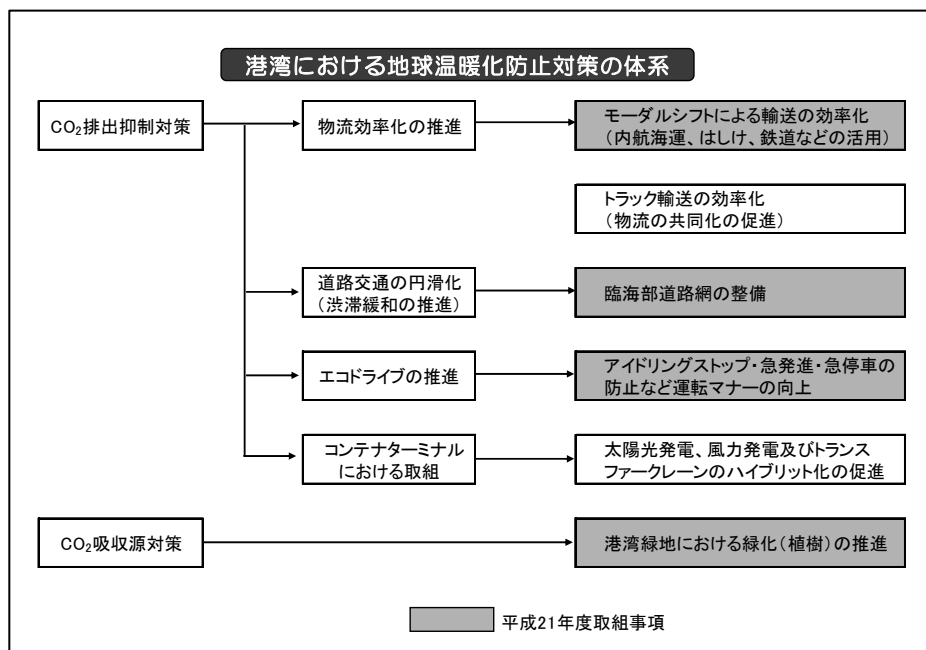 港湾における地球温暖化防止対策の体系
CO₂排出抑制対策
物流効率化の推進
モーダルシフトによる輸送の効率化
(内航海運、はしけ、鉄道などの活用)
トラック輸送の効率化
(物流の共同化の促進)
道路交通の円滑化
(渋滞緩和の推進)
臨海部道路網の整備
エコドライブの推進
アイドリングストップ・急発進・急停車の
防止など運転マナーの向上
コンテナターミナル
における取組
太陽光発電、風力発電及びトランス
ファークレーンのハイブリット化の促進
CO₂吸収源対策
港湾緑地における緑化(植樹)の推進
平成21年度取組事項